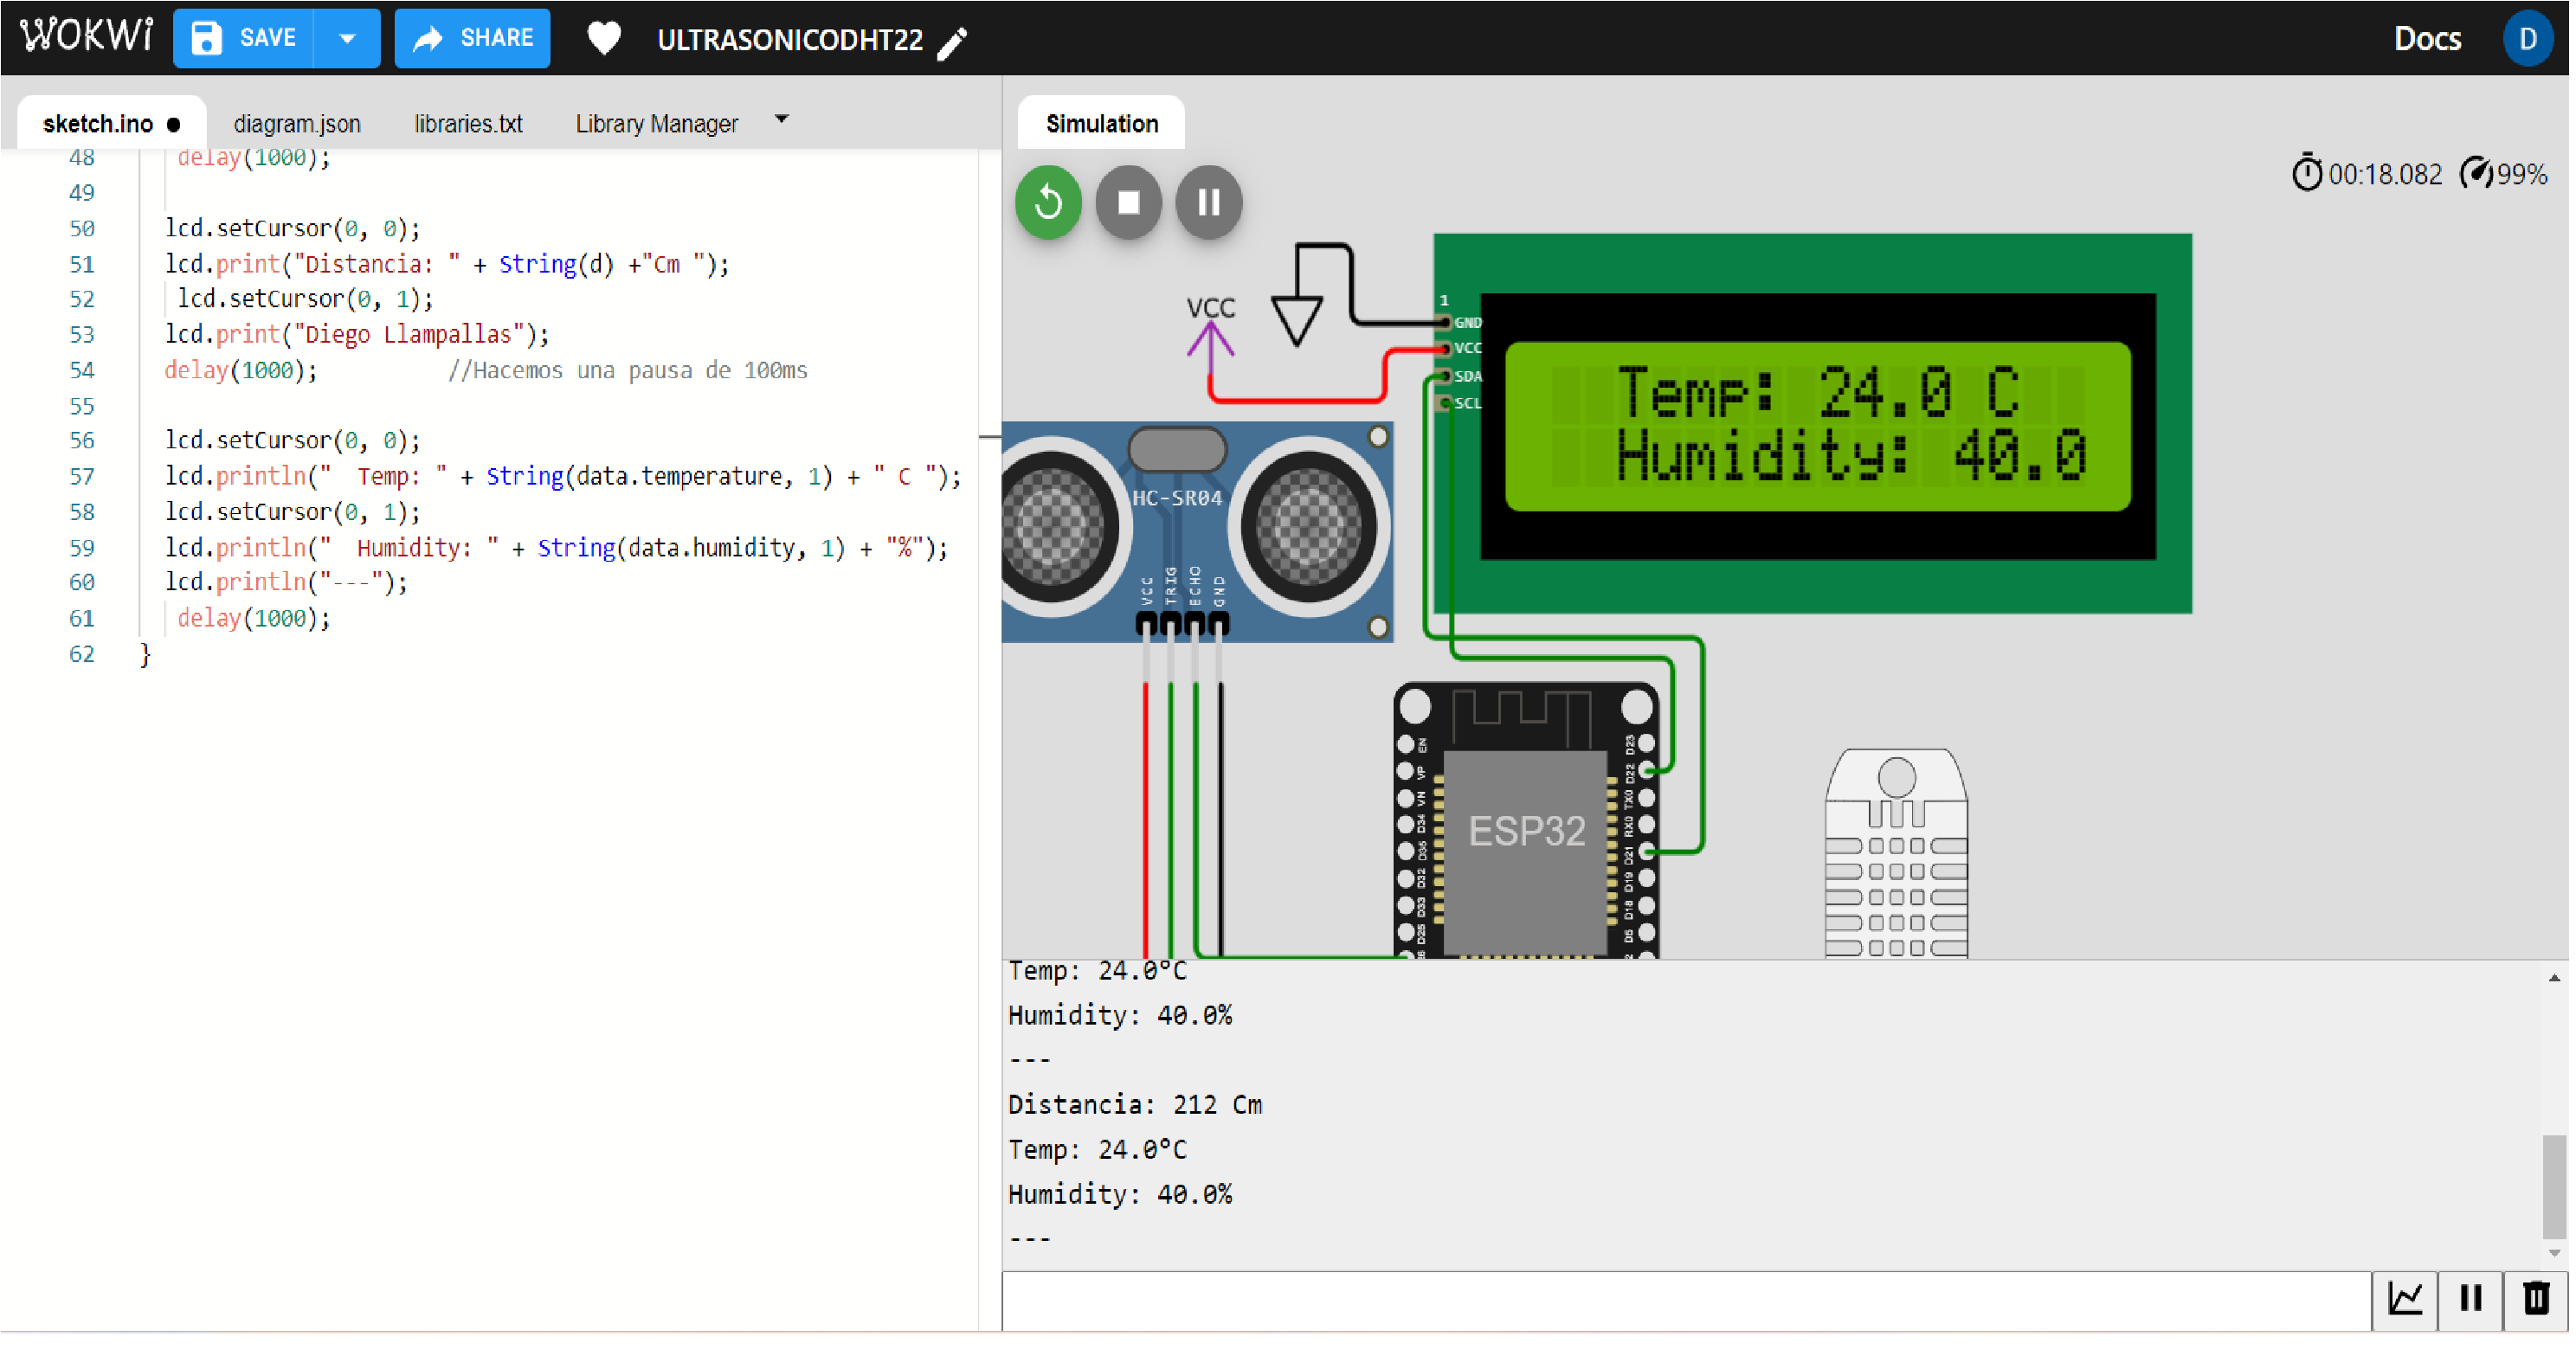 WOKWi SAVE SHARE ULTRASONICODHT22 Docs D
sketch.ino diagram.json libraries.txt Library Manager
48 delay(1000);
49
50 lcd.setCursor(0, 0);
51 lcd.print("Distancia: " + String(d) +"Cm ");
52 lcd.setCursor(0, 1);
53 lcd.print("Diego Llampallas");
54 delay(1000); //Hacemos una pausa de 100ms
55
56 lcd.setCursor(0, 0);
57 lcd.println("  Temp: " + String(data.temperature, 1) + " C ");
58 lcd.setCursor(0, 1);
59 lcd.println("  Humidity: " + String(data.humidity, 1) + "%");
60 lcd.println("---");
61 delay(1000);
62 }
Simulation
00:18.082 99%
VCC
1
GND
VCC
SDA
SCL
Temp: 24.0 C
Humidity: 40.0
HC-SR04
VCC
TRIG
ECHO
GND
ESP32
EN
VP
VN
D34
D35
D32
D33
D25
D23
D22
TX0
RX0
D21
D19
D18
D5
Temp: 24.0°C
Humidity: 40.0%
---
Distancia: 212 Cm
Temp: 24.0°C
Humidity: 40.0%
---